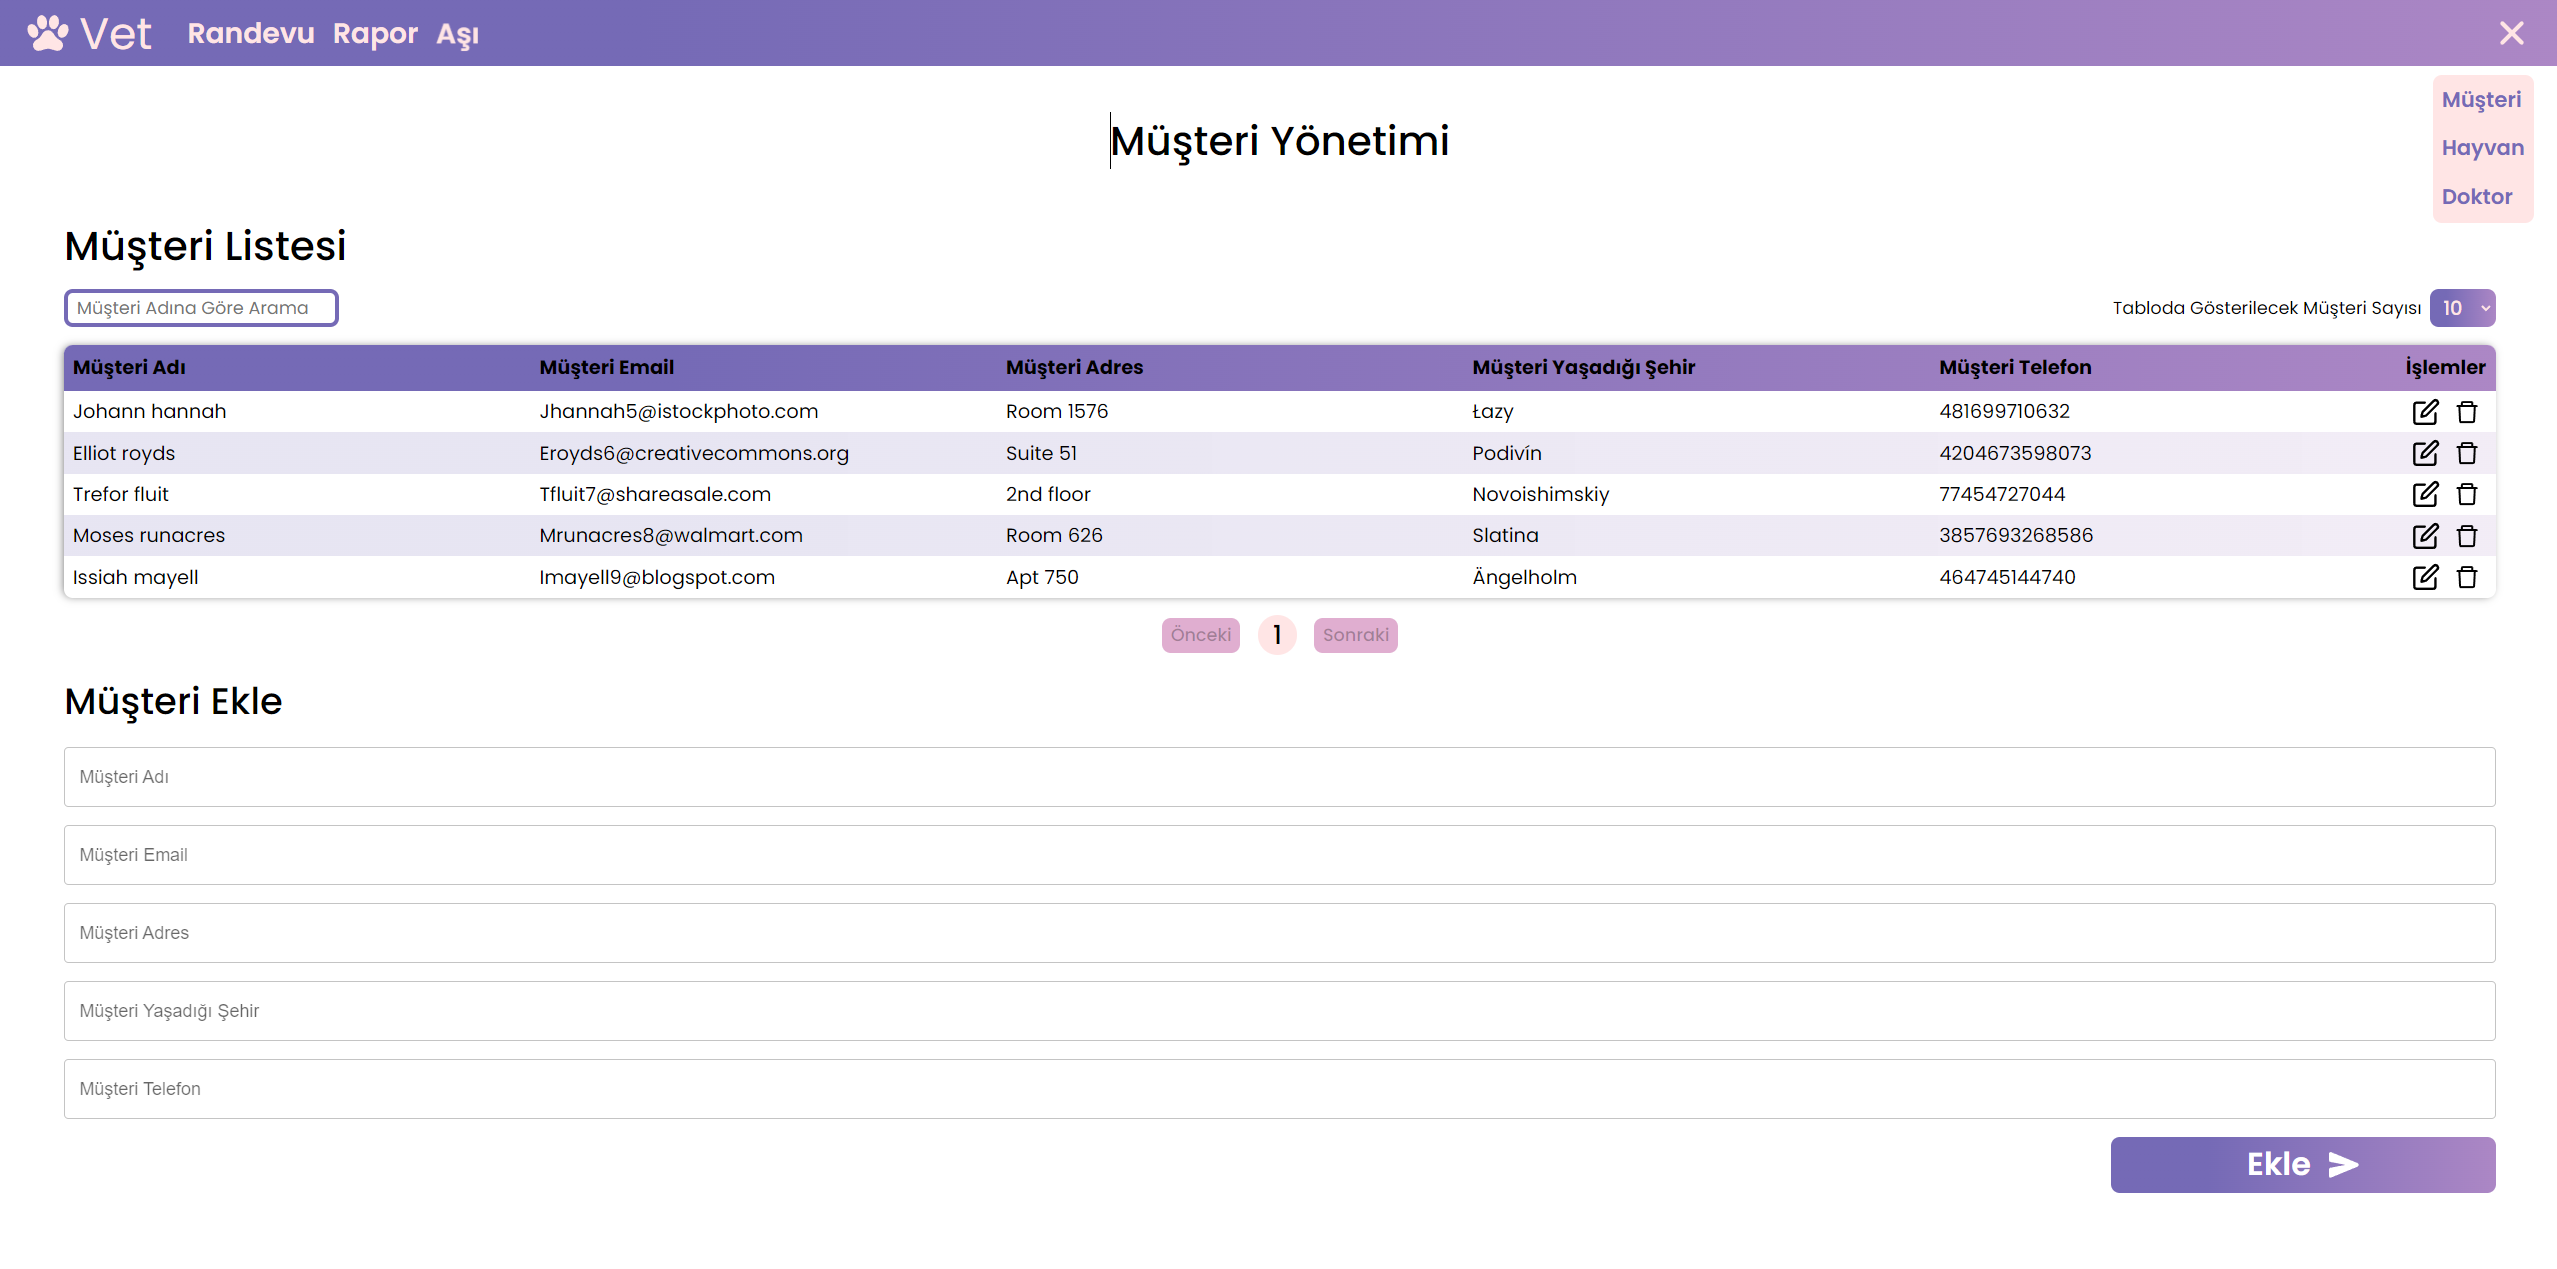 Vet Randevu Rapor Aşı
Müşteri
Hayvan
Doktor
Müşteri Yönetimi
Müşteri Listesi
Müşteri Adına Göre Arama Tabloda Gösterilecek Müşteri Sayısı 10
Müşteri Adı Müşteri Email Müşteri Adres Müşteri Yaşadığı Şehir Müşteri Telefon İşlemler
Johann hannah Jhannah5@istockphoto.com Room 1576 Łazy 481699710632
Elliot royds Eroyds6@creativecommons.org Suite 51 Podivín 4204673598073
Trefor fluit Tfluit7@shareasale.com 2nd floor Novoishimskiy 77454727044
Moses runacres Mrunacres8@walmart.com Room 626 Slatina 3857693268586
Issiah mayell Imayell9@blogspot.com Apt 750 Ängelholm 464745144740
Önceki 1 Sonraki
Müşteri Ekle
Müşteri Adı
Müşteri Email
Müşteri Adres
Müşteri Yaşadığı Şehir
Müşteri Telefon
Ekle